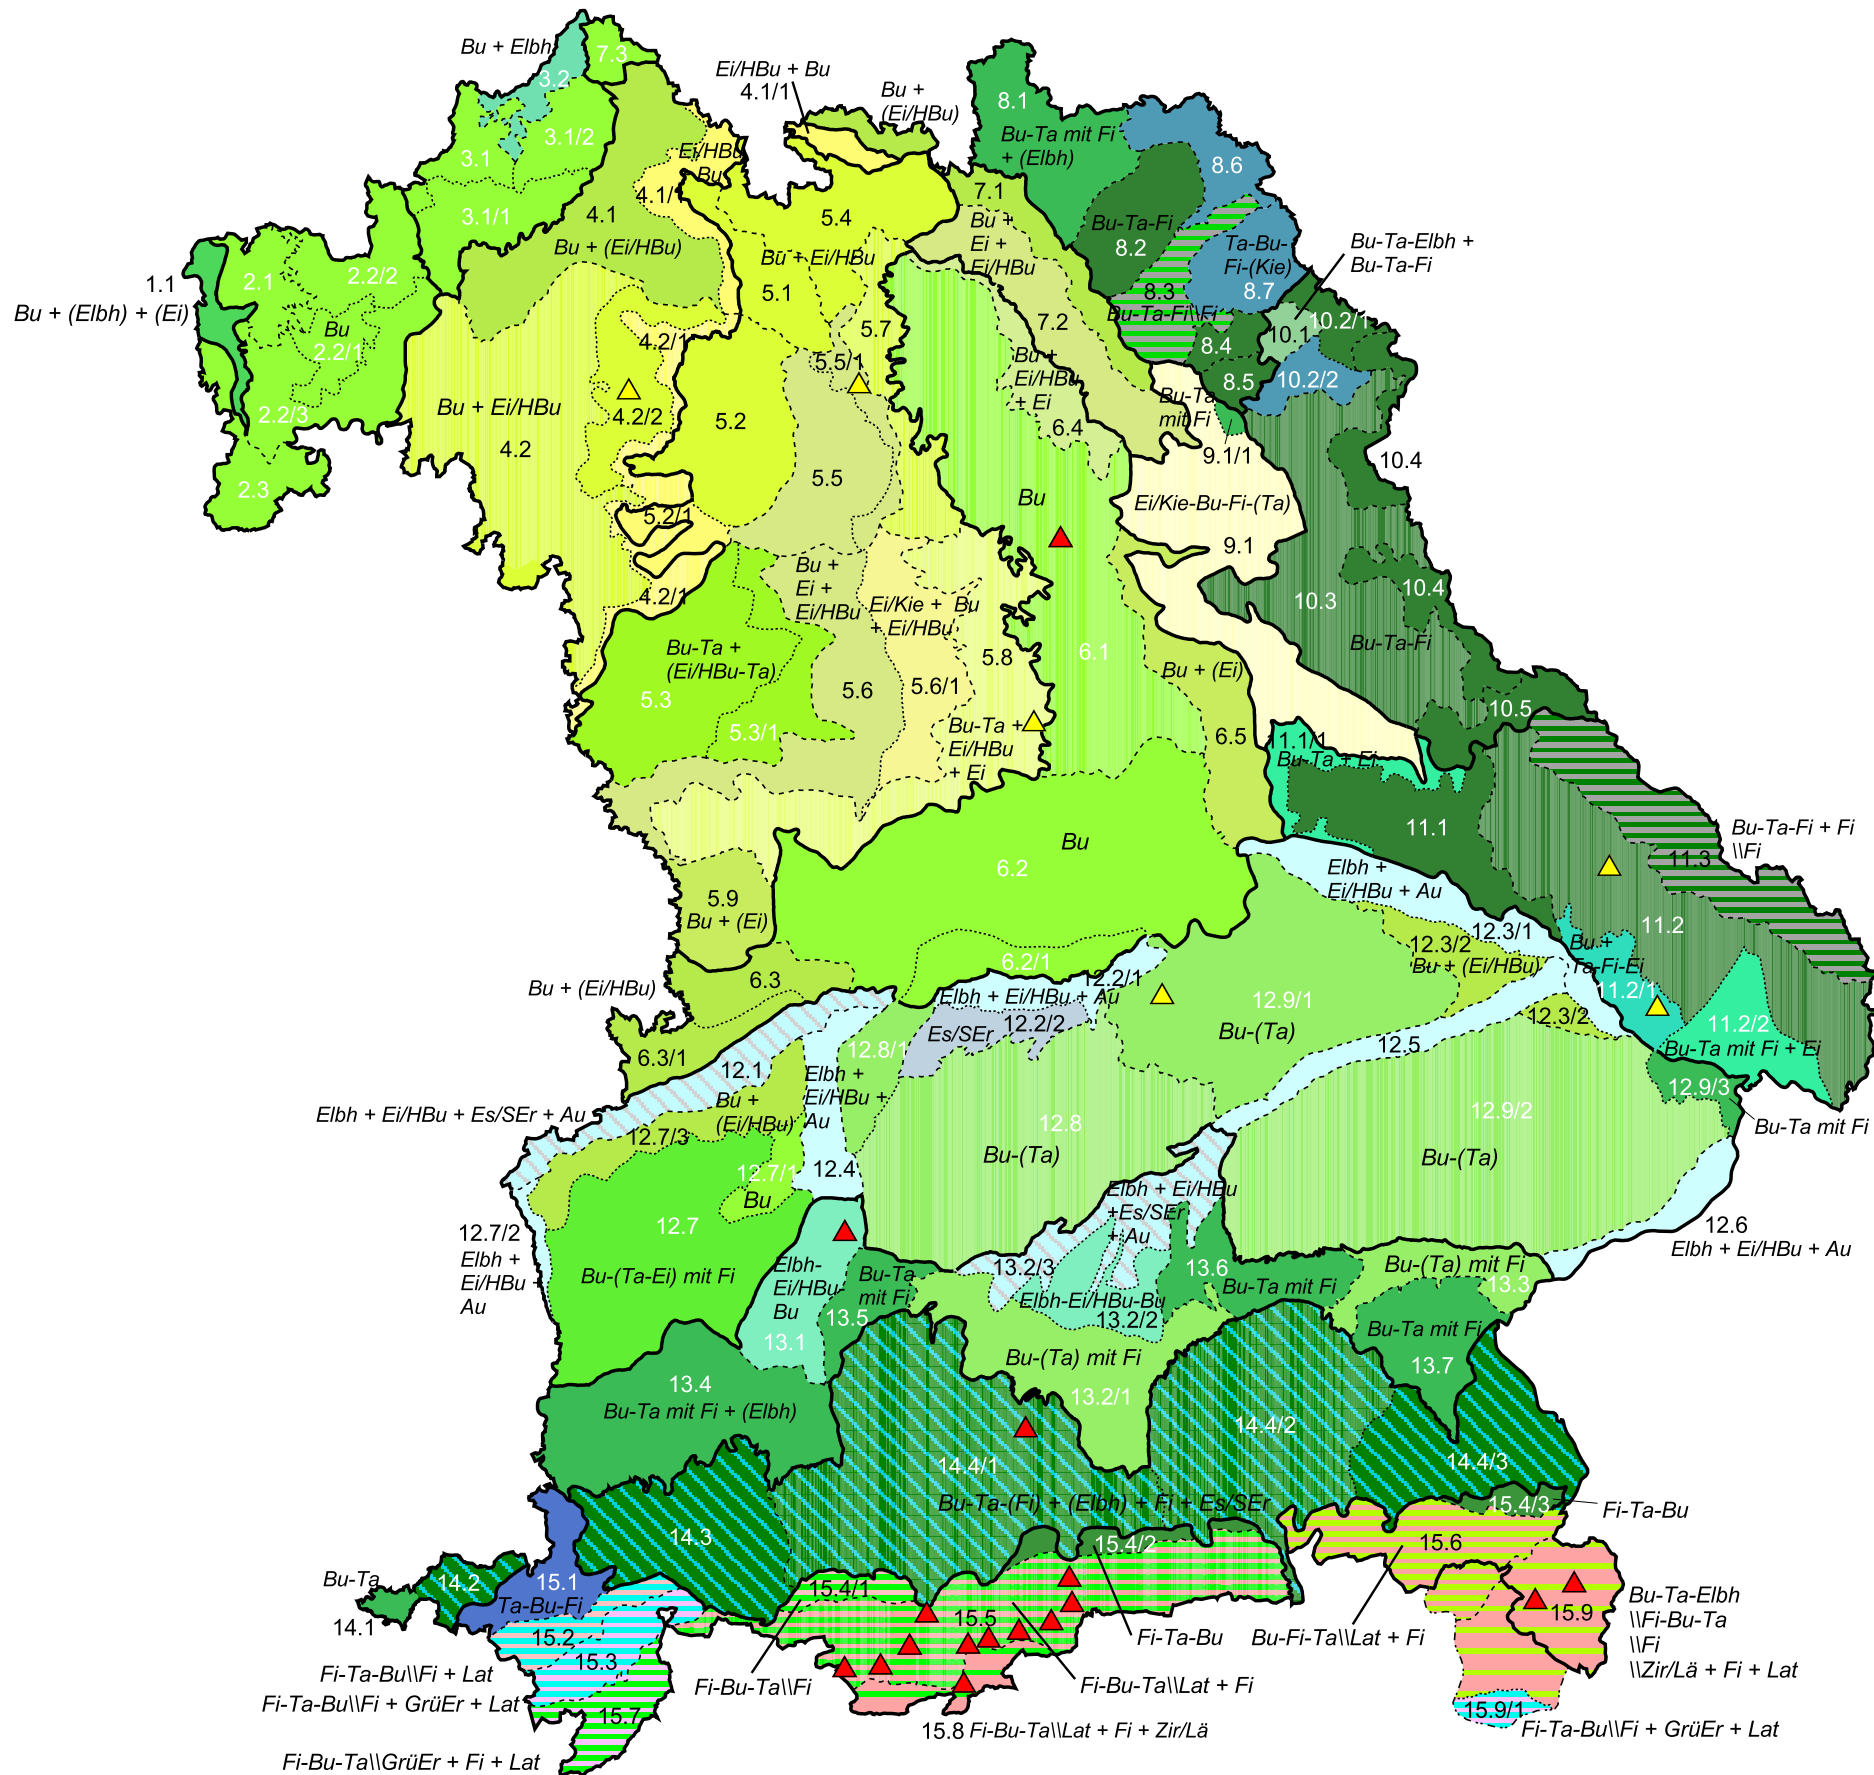 Bu + Elbh
7.3
3.2
Ei/HBu + Bu
4.1/1
Bu +
(Ei/HBu)
8.1
Bu-Ta mit Fi
+ (Elbh)
3.1/2
3.1
3.1/1
Ei/HBu
Bu
4.1/1
4.1
Bu + (Ei/HBu)
5.4
Bu + Ei/HBu
5.1
7.1
Bu +
Ei +
Ei/HBu
8.6
Bu-Ta-Fi
8.2
Ta-Bu-
Fi-(Kie)
8.7
8.3
Bu-Ta-Fi\\Fi
Bu-Ta-Elbh +
Bu-Ta-Fi
1.1
Bu + (Elbh) + (Ei)
2.1
2.2/2
Bu
2.2/1
2.2/3
2.3
10.1
10.2/1
8.4
8.5
10.2/2
7.2
5.7
5.5/1
4.2/1
Bu +
Ei/HBu
+ Ei
6.4
Bu-Ta
mit Fi
9.1/1
Bu + Ei/HBu
4.2
4.2/2
5.2
5.5
10.4
Bu
Ei/Kie-Bu-Fi-(Ta)
9.1
5.2/1
4.2/1
Bu +
Ei +
Ei/HBu
Ei/Kie + Bu
+ Ei/HBu
10.3
10.4
Bu-Ta-Fi
Bu-Ta +
(Ei/HBu-Ta)
5.3
5.3/1
5.6
5.6/1
5.8
6.1
Bu + (Ei)
6.5
Bu-Ta +
Ei/HBu
+ Ei
10.5
11.1/1
Bu-Ta + Ei
11.1
Bu-Ta-Fi + Fi
\\Fi
11.3
Bu
6.2
Elbh +
Ei/HBu + Au
5.9
Bu + (Ei)
11.2
12.3/1
12.3/2
Bu + (Ei/HBu)
Bu +
Ta-Fi-Ei
11.2/1
6.2/1
6.3
Bu + (Ei/HBu)
6.3/1
12.2/1
Elbh + Ei/HBu + Au
Es/SEr
12.2/2
12.9/1
Bu-(Ta)
12.3/2
11.2/2
Bu-Ta mit Fi + Ei
12.5
12.8/1
12.1
Elbh +
Ei/HBu +
Au
12.9/3
Bu-Ta mit Fi
Elbh + Ei/HBu + Es/SEr + Au
Bu +
(Ei/HBu)
12.7/3
12.8
Bu-(Ta)
12.9/2
Bu-(Ta)
12.7/1
Bu
12.4
12.7/2
Elbh +
Ei/HBu +
Au
12.7
Bu-(Ta-Ei) mit Fi
Elbh + Ei/HBu
+Es/SEr
+ Au
12.6
Elbh + Ei/HBu + Au
Elbh-
Ei/HBu-
Bu
13.1
Bu-Ta
mit Fi
13.5
13.2/3
Elbh-Ei/HBu-Bu
13.2/2
13.6
Bu-Ta mit Fi
Bu-(Ta) mit Fi
13.3
Bu-Ta mit Fi
13.7
Bu-(Ta) mit Fi
13.2/1
13.4
Bu-Ta mit Fi + (Elbh)
14.4/2
14.4/1
14.4/3
Bu-Ta-(Fi) + (Elbh) + Fi + Es/SEr
15.4/3
Fi-Ta-Bu
14.3
15.4/2
15.6
Bu-Ta
14.2
15.1
Ta-Bu-Fi
14.1
15.4/1
15.5
15.9
Bu-Ta-Elbh
\\Fi-Bu-Ta
\\Fi
\\Zir/Lä + Fi + Lat
15.2
15.3
Fi-Ta-Bu
Bu-Fi-Ta\\Lat + Fi
Fi-Ta-Bu\\Fi + Lat
Fi-Bu-Ta\\Fi
Fi-Bu-Ta\\Lat + Fi
Fi-Ta-Bu\\Fi + GrüEr + Lat
15.7
15.9/1
15.8 Fi-Bu-Ta\\Lat + Fi + Zir/Lä
Fi-Ta-Bu\\Fi + GrüEr + Lat
Fi-Bu-Ta\\GrüEr + Fi + Lat